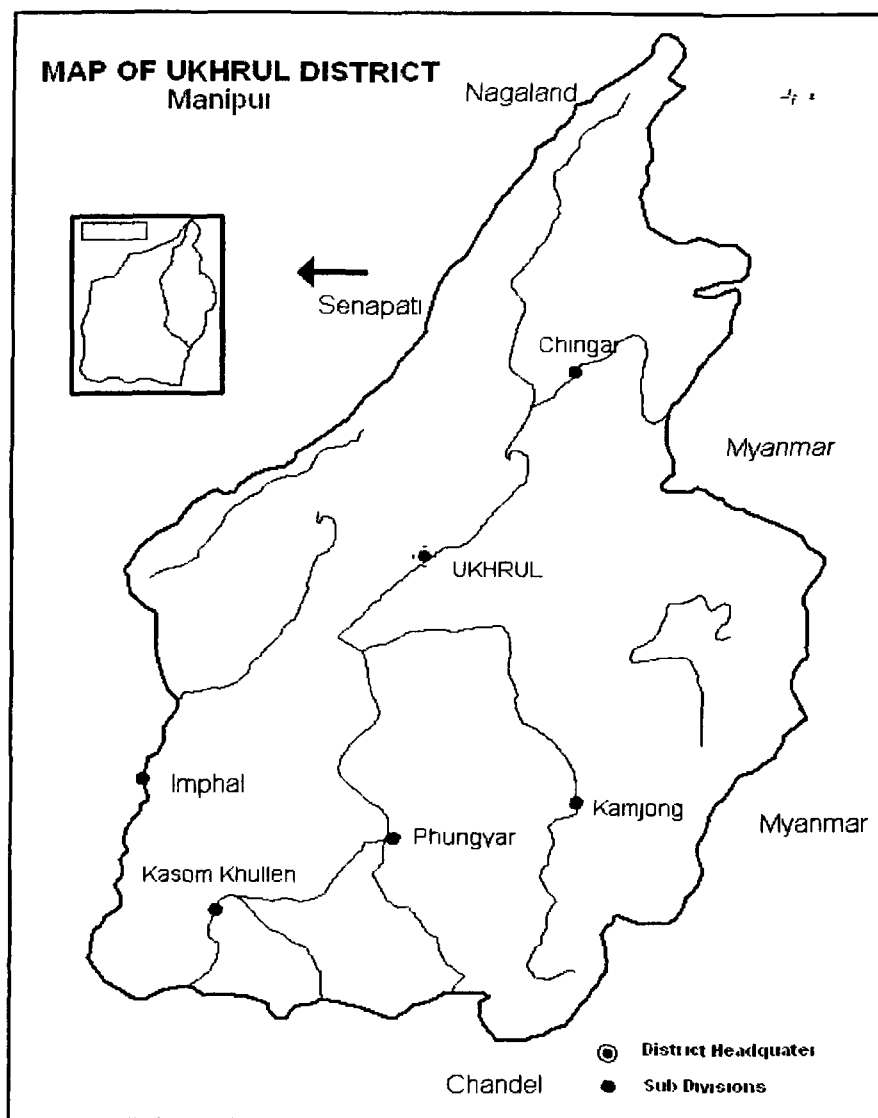 MAP OF UKHRUL DISTRICT
Manipur
Nagaland
Senapati
Chingar
Myanmar
UKHRUL
Imphal
Kamjong
Phungyar
Myanmar
Kasom Khullen
District Headquater
Chandel
Sub Divisions